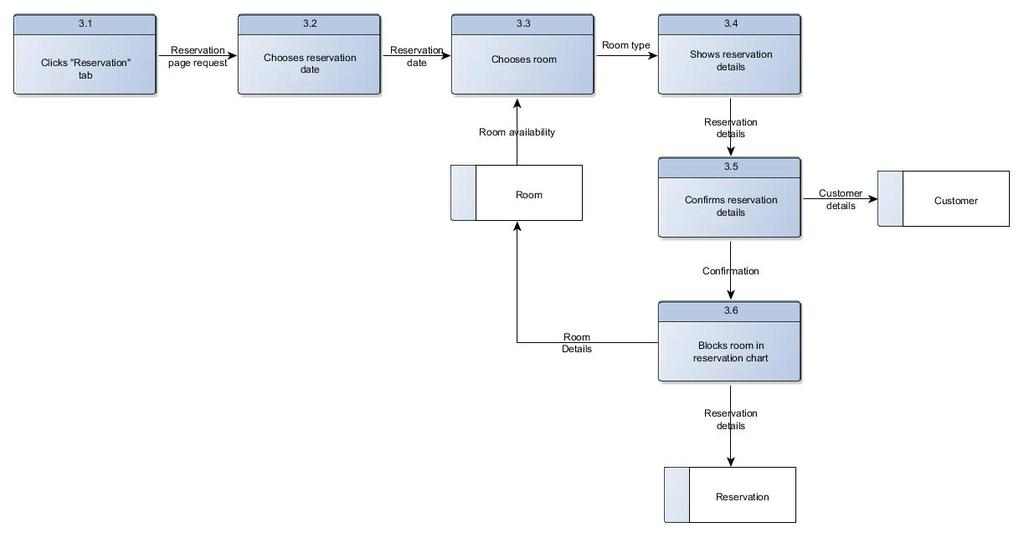 3.1
Clicks "Reservation"
tab
Reservation
page request
3.2
Chooses reservation
date
Reservation
date
3.3
Chooses room
Room type
3.4
Shows reservation
details
Room availability
Reservation
details
Room
3.5
Confirms reservation
details
Customer
details
Customer
Confirmation
3.6
Blocks room in
reservation chart
Room
Details
Reservation
details
Reservation